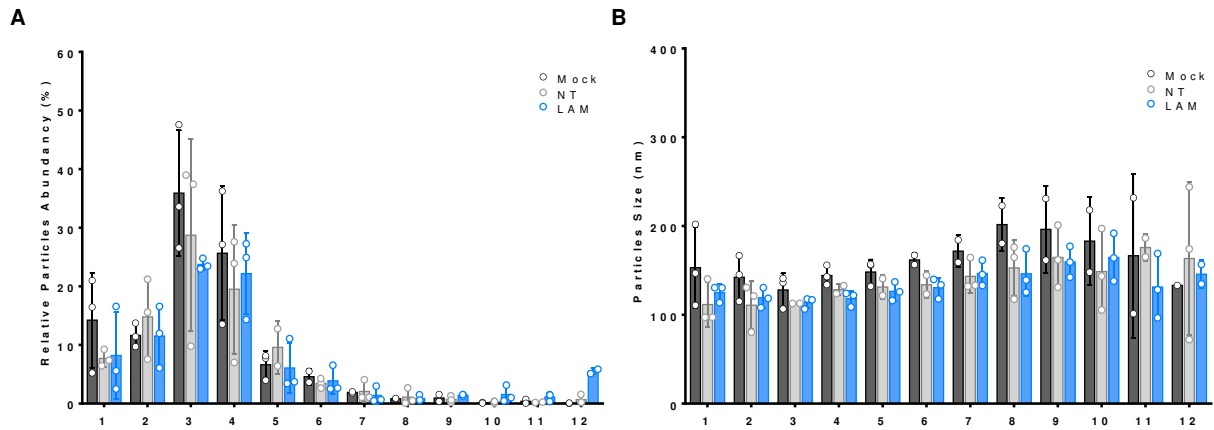 A
B
Relative Particles Abundancy (%)
60
50
40
30
20
10
0
1 2 3 4 5 6 7 8 9 10 11 12
Mock
NT
LAM
Particles Size (nm)
400
300
200
100
0
1 2 3 4 5 6 7 8 9 10 11 12
Mock
NT
LAM